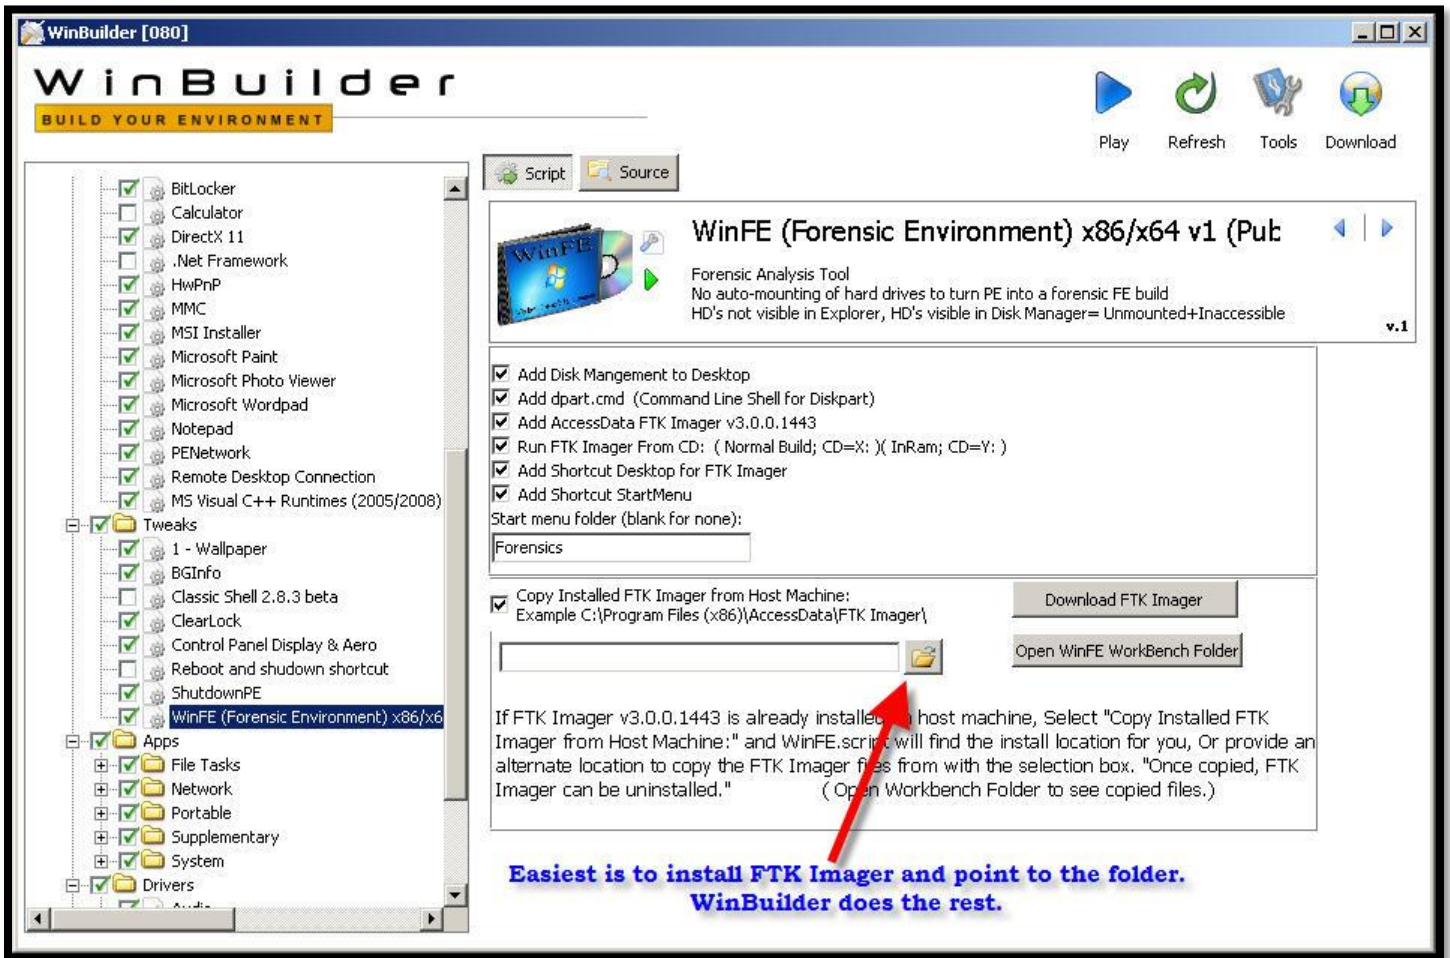 WinBuilder [080]
WinBuilder
BUILD YOUR ENVIRONMENT
Play
Refresh
Tools
Download
BitLocker
Calculator
DirectX 11
.Net Framework
HwPnP
MMC
MSI Installer
Microsoft Paint
Microsoft Photo Viewer
Microsoft Wordpad
Notepad
PENetwork
Remote Desktop Connection
MS Visual C++ Runtimes (2005/2008)
Tweaks
1 - Wallpaper
BGInfo
Classic Shell 2.8.3 beta
ClearLock
Control Panel Display & Aero
Reboot and shudown shortcut
ShutdownPE
WinFE (Forensic Environment) x86/x6
Apps
File Tasks
Network
Portable
Supplementary
System
Drivers
Script
Source
WinFE
WinFE (Forensic Environment) x86/x64 v1 (Pub
Forensic Analysis Tool
No auto-mounting of hard drives to turn PE into a forensic FE build
HD's not visible in Explorer, HD's visible in Disk Manager= Unmounted+Inaccessible
v.1
Add Disk Mangement to Desktop
Add dpart.cmd (Command Line Shell for Diskpart)
Add AccessData FTK Imager v3.0.0.1443
Run FTK Imager From CD: ( Normal Build; CD=X: )( InRam; CD=Y: )
Add Shortcut Desktop for FTK Imager
Add Shortcut StartMenu
Start menu folder (blank for none):
Forensics
Copy Installed FTK Imager from Host Machine:
Example C:\Program Files (x86)\AccessData\FTK Imager\
Download FTK Imager
Open WinFE WorkBench Folder
If FTK Imager v3.0.0.1443 is already installed host machine, Select "Copy Installed FTK
Imager from Host Machine:" and WinFE.script will find the install location for you, Or provide an
alternate location to copy the FTK Imager files from with the selection box. "Once copied, FTK
Imager can be uninstalled." ( Open Workbench Folder to see copied files.)
Easiest is to install FTK Imager and point to the folder.
WinBuilder does the rest.